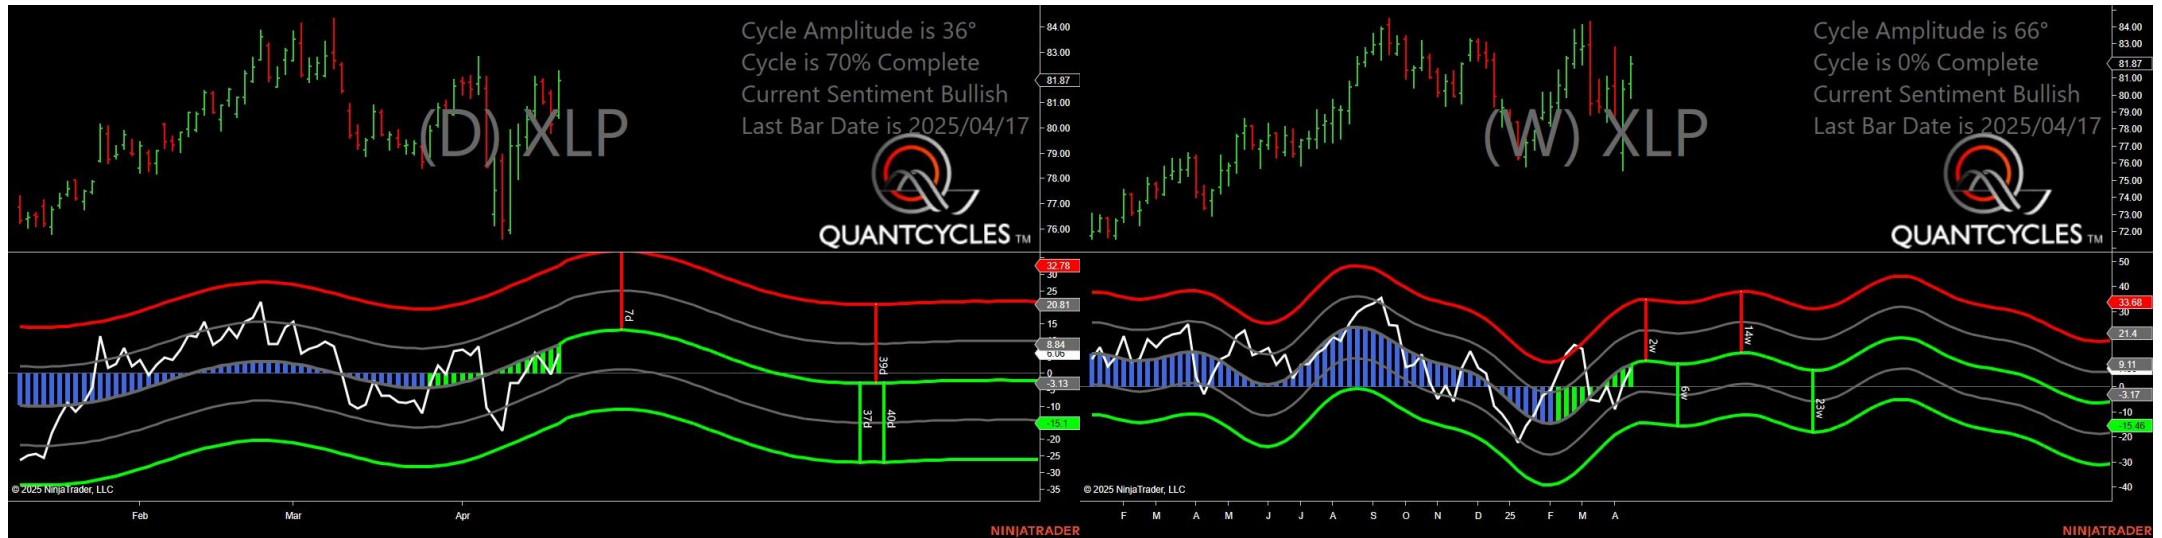 Cycle Amplitude is 36°
Cycle is 70% Complete
Current Sentiment Bullish
Last Bar Date is 2025/04/17
(D) XLP
QUANTCYCLES TM
84.00
83.00
81.87
81.00
80.00
79.00
78.00
77.00
76.00
32.78
30
25
20.81
15
8.84
6.06
0
-3.13
-10
-15.1
-20
-25
-30
-35
7d
39d
37d
40d
© 2025 NinjaTrader, LLC
Feb Mar Apr
NINJATRADER
Cycle Amplitude is 66°
Cycle is 0% Complete
Current Sentiment Bullish
Last Bar Date is 2025/04/17
(W) XLP
QUANTCYCLES TM
84.00
83.00
81.87
81.00
80.00
79.00
78.00
77.00
76.00
75.00
74.00
73.00
72.00
50
40
33.68
30
21.4
9.11
0
-3.17
-10
-15.46
-20
-30
-40
2w
14w
6w
23w
© 2025 NinjaTrader, LLC
F M A M J J A S O N D 25 F M A
NINJATRADER